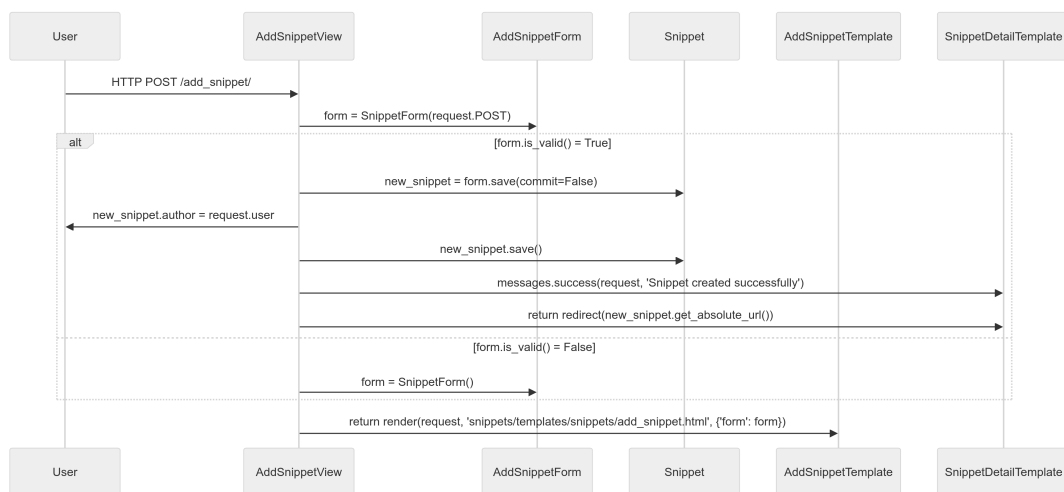 User
AddSnippetView
AddSnippetForm
Snippet
AddSnippetTemplate
SnippetDetailTemplate
HTTP POST /add_snippet/
form = SnippetForm(request.POST)
alt
[form.is_valid() = True]
new_snippet = form.save(commit=False)
new_snippet.author = request.user
new_snippet.save()
messages.success(request, 'Snippet created successfully')
return redirect(new_snippet.get_absolute_url())
[form.is_valid() = False]
form = SnippetForm()
return render(request, 'snippets/templates/snippets/add_snippet.html', {'form': form})
User
AddSnippetView
AddSnippetForm
Snippet
AddSnippetTemplate
SnippetDetailTemplate